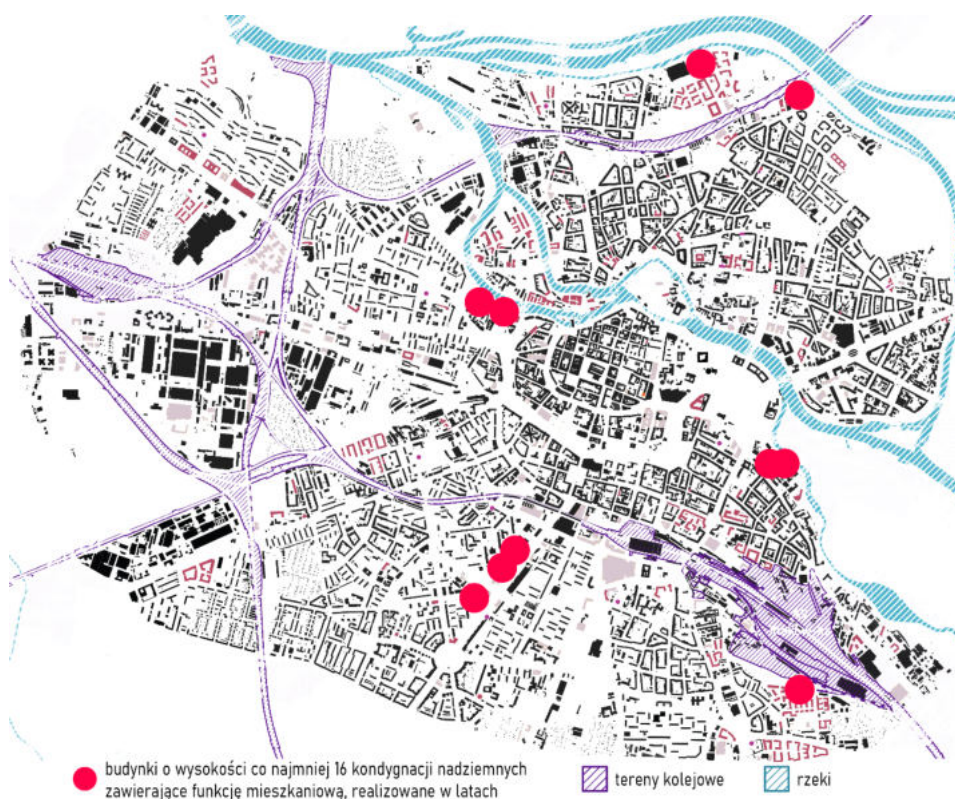 budynki o wysokości co najmniej 16 kondygnacji nadziemnych
zawierające funkcję mieszkaniową, realizowane w latach
tereny kolejowe
rzeki